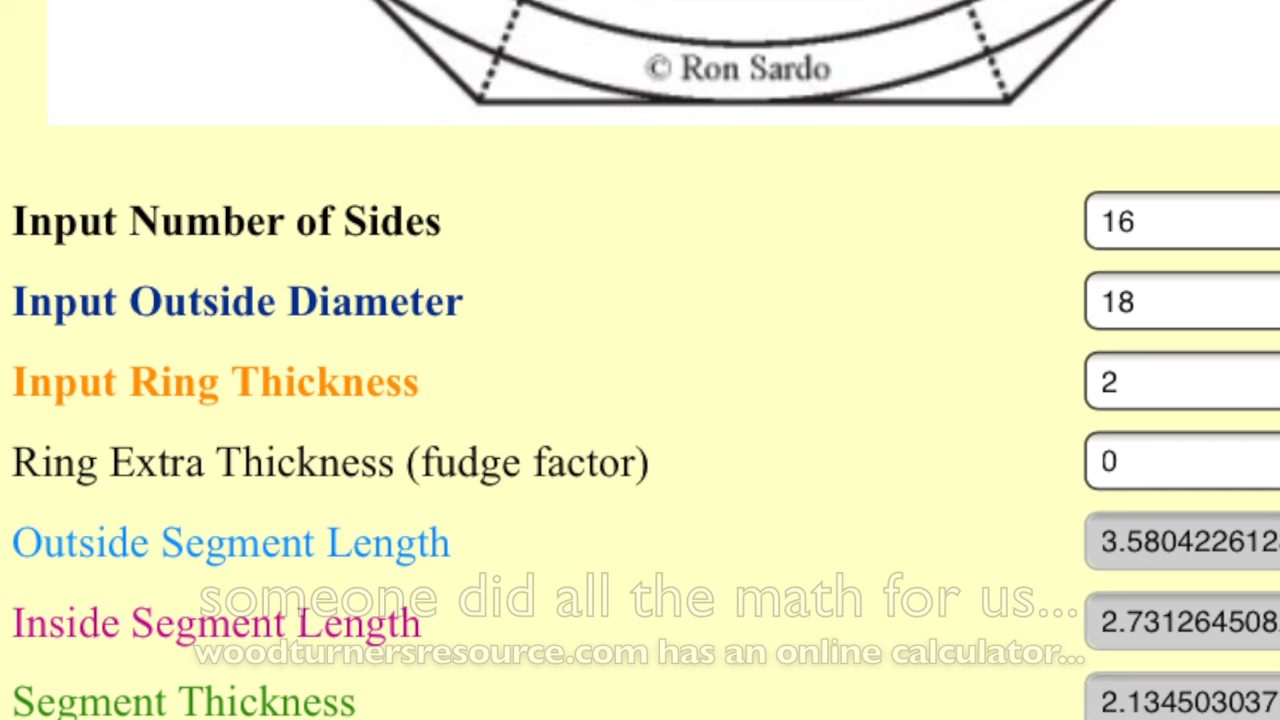 © Ron Sardo
Input Number of Sides 16
Input Outside Diameter 18
Input Ring Thickness 2
Ring Extra Thickness (fudge factor) 0
Outside Segment Length 3.580422612
someone did all the math for us...
Inside Segment Length 2.731264508
woodturnersresource.com has an online calculator...
Segment Thickness 2.134503037